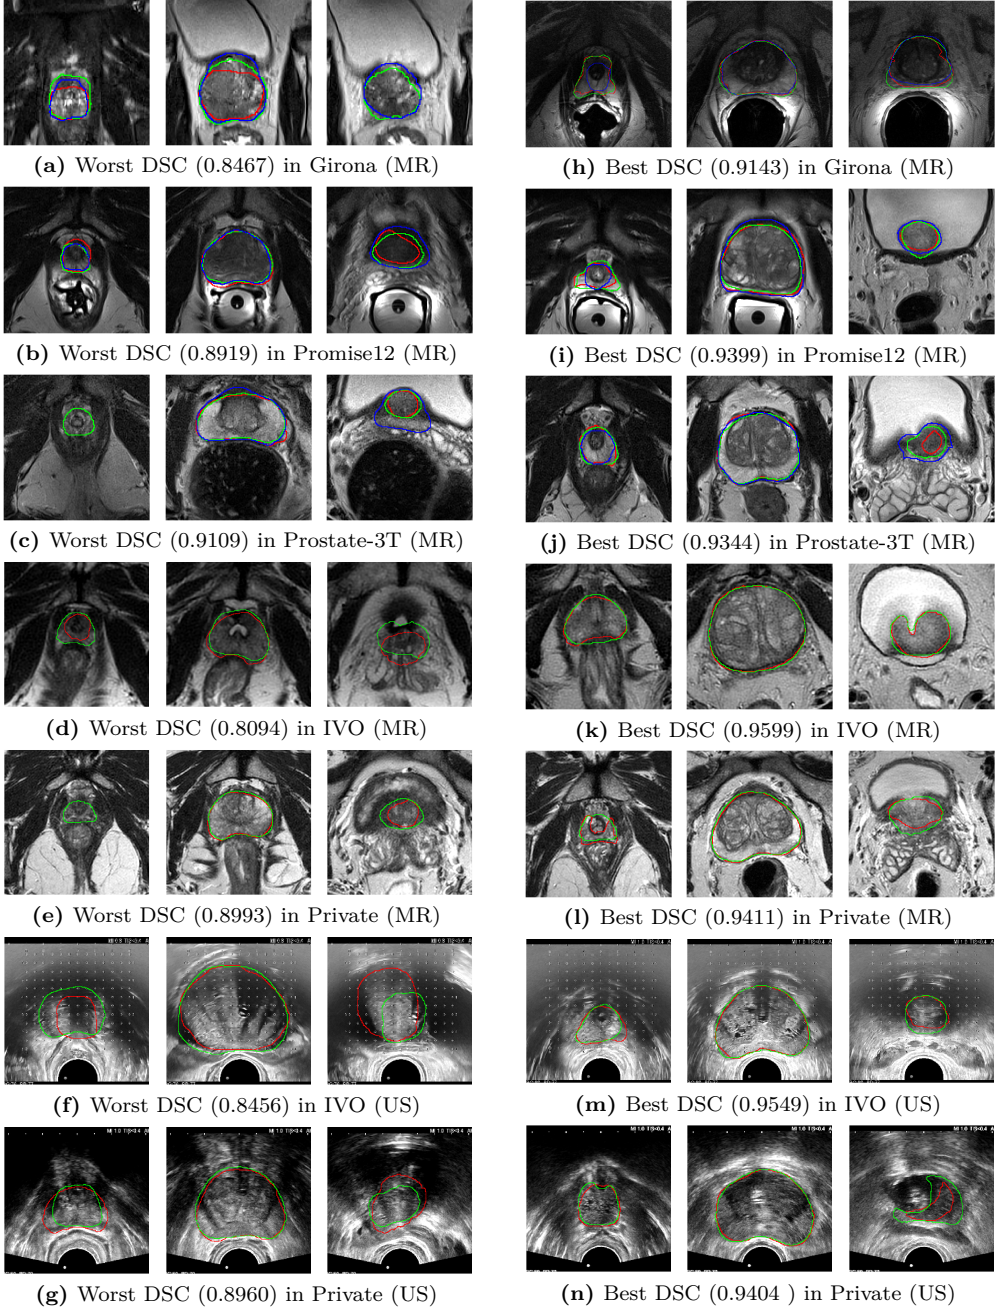 (a) Worst DSC (0.8467) in Girona (MR)
(h) Best DSC (0.9143) in Girona (MR)
(b) Worst DSC (0.8919) in Promise12 (MR)
(i) Best DSC (0.9399) in Promise12 (MR)
(c) Worst DSC (0.9109) in Prostate-3T (MR)
(j) Best DSC (0.9344) in Prostate-3T (MR)
(d) Worst DSC (0.8094) in IVO (MR)
(k) Best DSC (0.9599) in IVO (MR)
(e) Worst DSC (0.8993) in Private (MR)
(l) Best DSC (0.9411) in Private (MR)
(f) Worst DSC (0.8456) in IVO (US)
(m) Best DSC (0.9549) in IVO (US)
(g) Worst DSC (0.8960) in Private (US)
(n) Best DSC (0.9404 ) in Private (US)